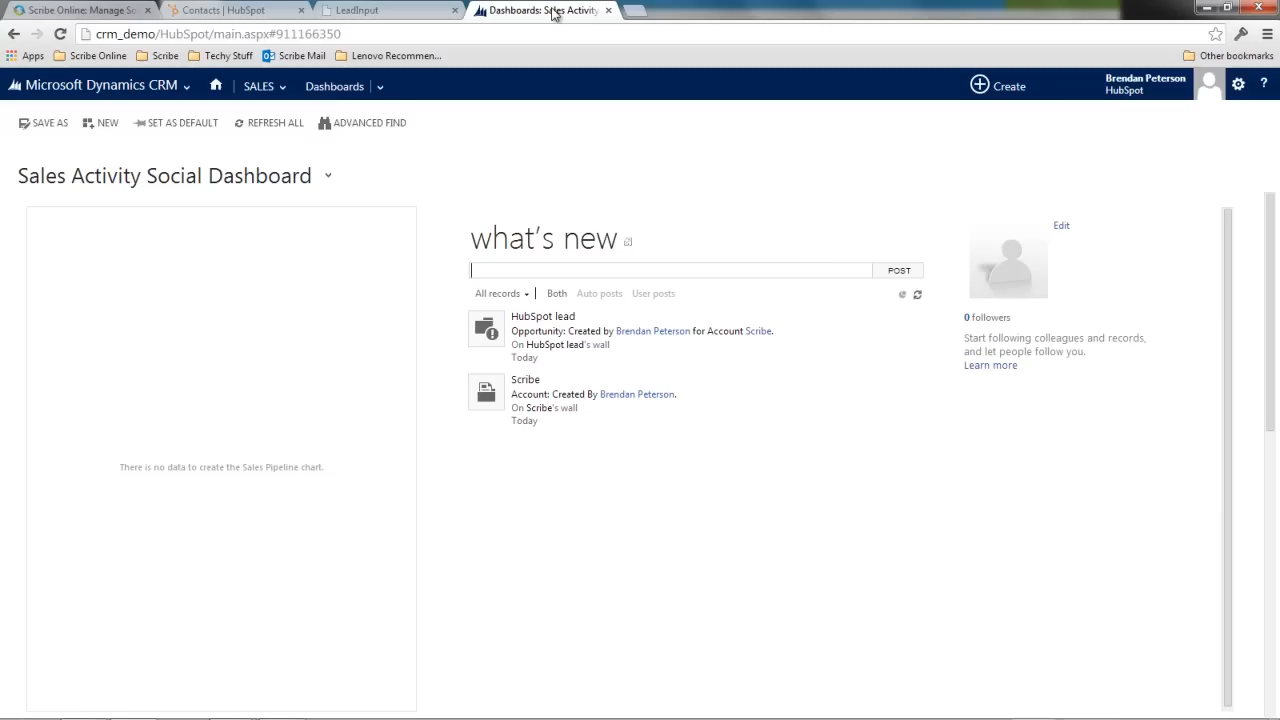 Scribe Online: Manage So
Contacts | HubSpot
LeadInput
Dashboards: Sales Activity
crm_demo/HubSpot/main.aspx#911166350
Apps
Scribe Online
Scribe
Techy Stuff
Scribe Mail
Lenovo Recommen...
Other bookmarks
Microsoft Dynamics CRM
SALES
Dashboards
Create
Brendan Peterson
HubSpot
?
SAVE AS
NEW
SET AS DEFAULT
REFRESH ALL
ADVANCED FIND
Sales Activity Social Dashboard
There is no data to create the Sales Pipeline chart.
what's new
POST
All records
Both
Auto posts
User posts
HubSpot lead
Opportunity: Created by Brendan Peterson for Account Scribe.
On HubSpot lead's wall
Today
Scribe
Account: Created By Brendan Peterson.
On Scribe's wall
Today
Edit
0 followers
Start following colleagues and records,
and let people follow you.
Learn more